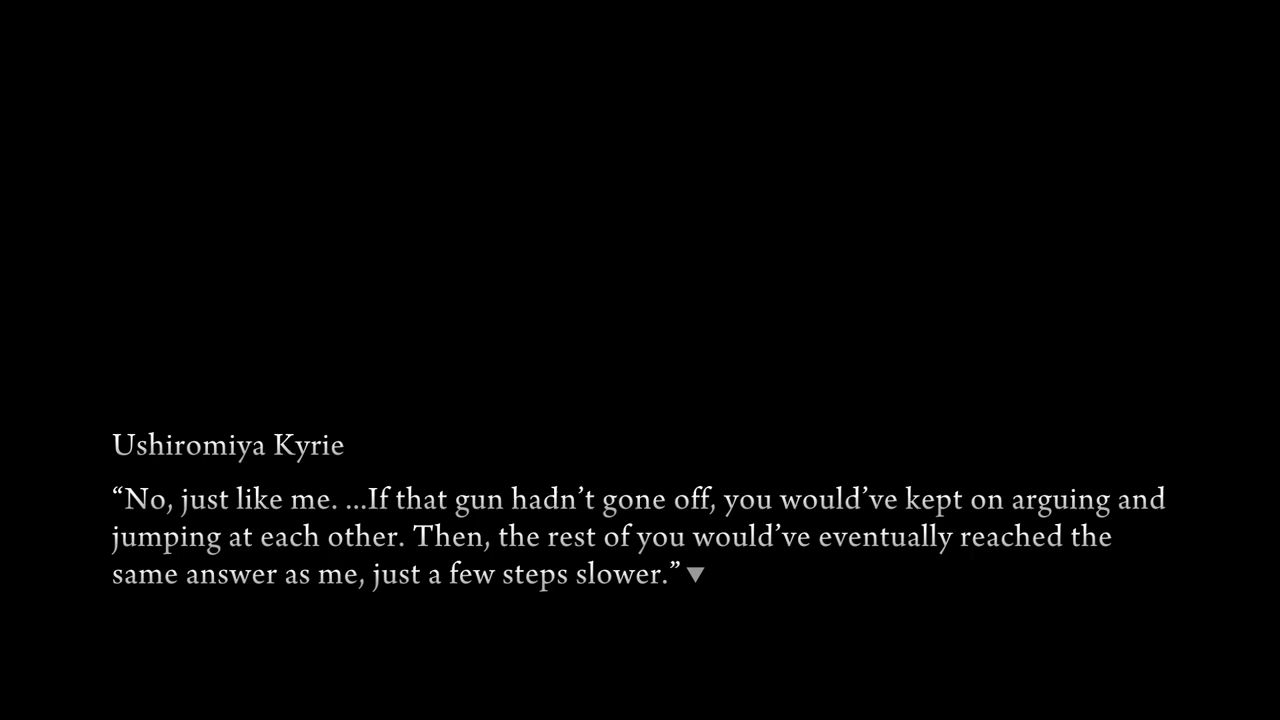 Ushiromiya Kyrie
“No, just like me. ...If that gun hadn’t gone off, you would’ve kept on arguing and
jumping at each other. Then, the rest of you would’ve eventually reached the
same answer as me, just a few steps slower.”